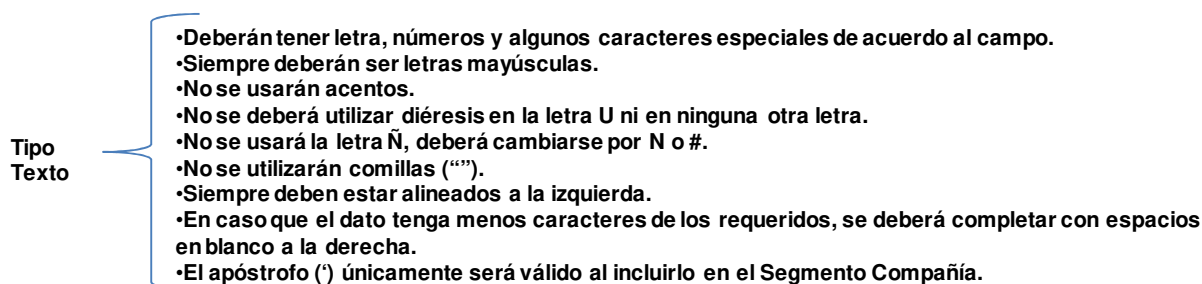 •Deberán tener letra, números y algunos caracteres especiales de acuerdo al campo.
•Siempre deberán ser letras mayúsculas.
•No se usarán acentos.
•No se deberá utilizar diéresis en la letra U ni en ninguna otra letra.
Tipo
Texto
•No se usará la letra Ñ, deberá cambiarse por N o #.
•No se utilizarán comillas (“”).
•Siempre deben estar alineados a la izquierda.
•En caso que el dato tenga menos caracteres de los requeridos, se deberá completar con espacios
en blanco a la derecha.
•El apóstrofo (‘) únicamente será válido al incluirlo en el Segmento Compañía.